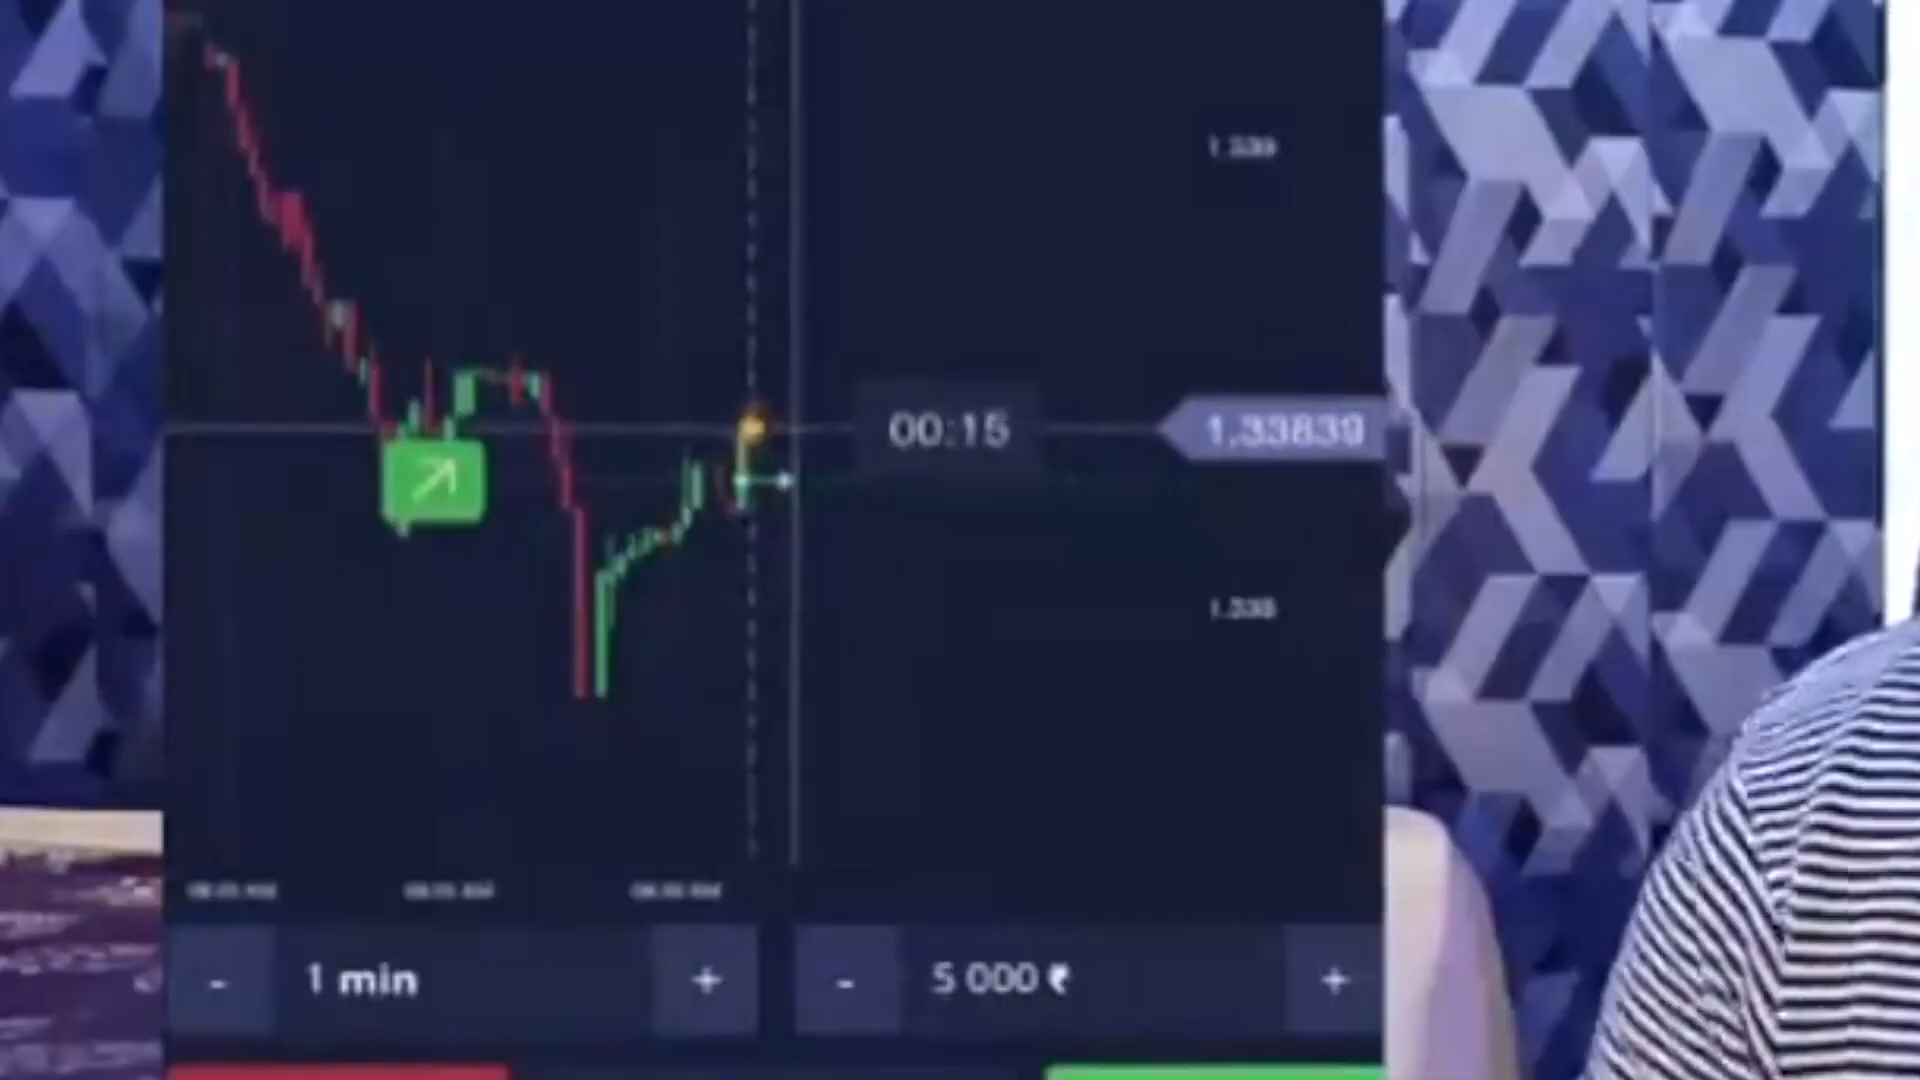 1.339
00:15
1.33839
1.338
- 1 min +
- 5 000 ₹ +